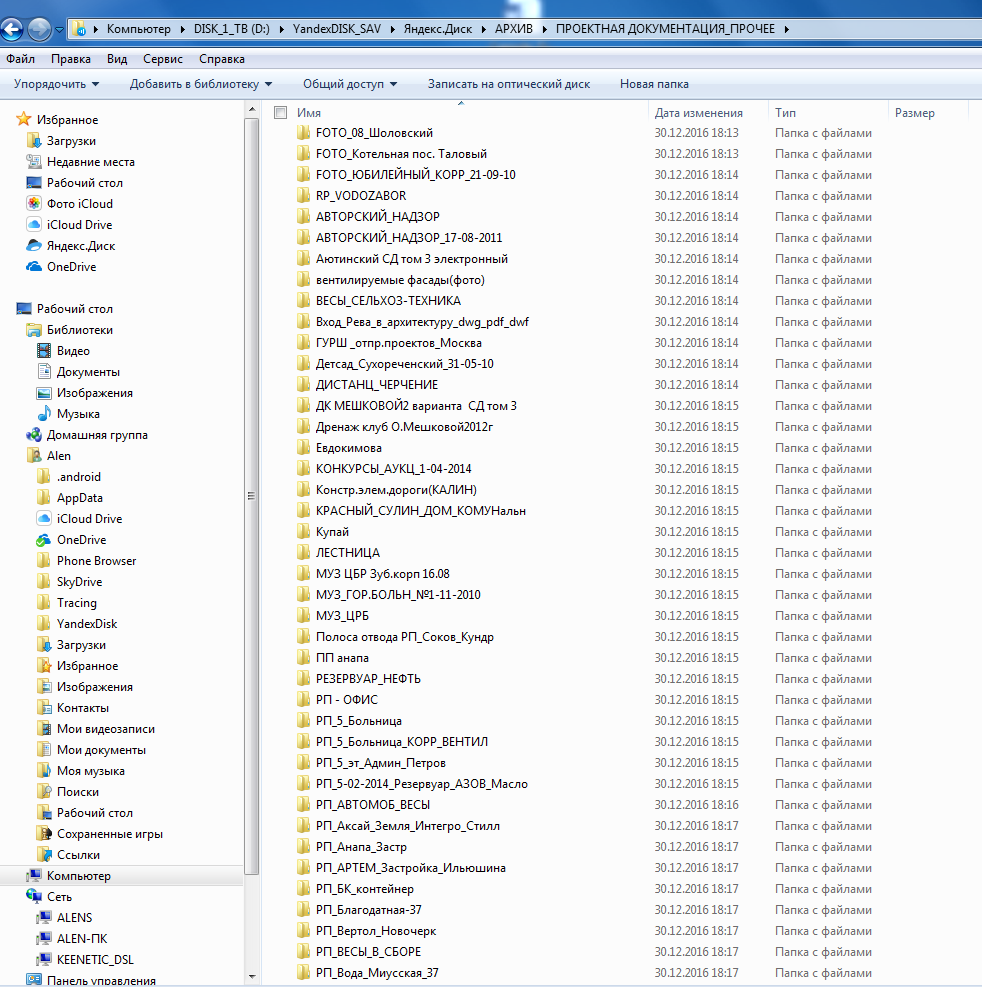 Компьютер DISK_1_TB (D:) YandexDISK_SAV Яндекс.Диск АРХИВ ПРОЕКТНАЯ ДОКУМЕНТАЦИЯ_ПРОЧЕЕ
Файл Правка Вид Сервис Справка
Упорядочить Добавить в библиотеку Общий доступ Записать на оптический диск Новая папка
Избранное
Загрузки
Недавние места
Рабочий стол
Фото iCloud
iCloud Drive
Яндекс.Диск
OneDrive
Рабочий стол
Библиотеки
Видео
Документы
Изображения
Музыка
Домашняя группа
Alen
.android
AppData
iCloud Drive
OneDrive
Phone Browser
SkyDrive
Tracing
YandexDisk
Загрузки
Избранное
Изображения
Контакты
Мои видеозаписи
Мои документы
Моя музыка
Поиски
Рабочий стол
Сохраненные игры
Ссылки
Компьютер
Сеть
ALENS
ALEN-ПК
KEENETIC_DSL
Панель управления
Имя Дата изменения Тип Размер
FOTO_08_Шоловский 30.12.2016 18:13 Папка с файлами
FOTO_Котельная пос. Таловый 30.12.2016 18:13 Папка с файлами
FOTO_ЮБИЛЕЙНЫЙ_КОРР_21-09-10 30.12.2016 18:14 Папка с файлами
RP_VODOZABOR 30.12.2016 18:14 Папка с файлами
АВТОРСКИЙ_НАДЗОР 30.12.2016 18:14 Папка с файлами
АВТОРСКИЙ_НАДЗОР_17-08-2011 30.12.2016 18:14 Папка с файлами
Аютинский СД том 3 электронный 30.12.2016 18:14 Папка с файлами
вентилируемые фасады(фото) 30.12.2016 18:14 Папка с файлами
ВЕСЫ_СЕЛЬХОЗ-ТЕХНИКА 30.12.2016 18:14 Папка с файлами
Вход_Рева_в_архитектуру_dwg_pdf_dwf 30.12.2016 18:14 Папка с файлами
ГУРШ _отпр.проектов_Москва 30.12.2016 18:14 Папка с файлами
Детсад_Сухореченский_31-05-10 30.12.2016 18:14 Папка с файлами
ДИСТАНЦ_ЧЕРЧЕНИЕ 30.12.2016 18:14 Папка с файлами
ДК МЕШКОВОЙ2 варианта  СД том 3 30.12.2016 18:15 Папка с файлами
Дренаж клуб О.Мешковой2012г 30.12.2016 18:15 Папка с файлами
Евдокимова 30.12.2016 18:15 Папка с файлами
КОНКУРСЫ_АУКЦ_1-04-2014 30.12.2016 18:15 Папка с файлами
Констр.элем.дороги(КАЛИН) 30.12.2016 18:15 Папка с файлами
КРАСНЫЙ_СУЛИН_ДОМ_КОМУНальн 30.12.2016 18:15 Папка с файлами
Купай 30.12.2016 18:15 Папка с файлами
ЛЕСТНИЦА 30.12.2016 18:15 Папка с файлами
МУЗ ЦБР Зуб.корп 16.08 30.12.2016 18:15 Папка с файлами
МУЗ_ГОР.БОЛЬН_№1-11-2010 30.12.2016 18:15 Папка с файлами
МУЗ_ЦРБ 30.12.2016 18:15 Папка с файлами
Полоса отвода РП_Соков_Кундр 30.12.2016 18:15 Папка с файлами
ПП анапа 30.12.2016 18:15 Папка с файлами
РЕЗЕРВУАР_НЕФТЬ 30.12.2016 18:15 Папка с файлами
РП - ОФИС 30.12.2016 18:15 Папка с файлами
РП_5_Больница 30.12.2016 18:15 Папка с файлами
РП_5_Больница_КОРР_ВЕНТИЛ 30.12.2016 18:15 Папка с файлами
РП_5_эт_Админ_Петров 30.12.2016 18:15 Папка с файлами
РП_5-02-2014_Резервуар_АЗОВ_Масло 30.12.2016 18:15 Папка с файлами
РП_АВТОМОБ_ВЕСЫ 30.12.2016 18:16 Папка с файлами
РП_Аксай_Земля_Интегро_Стилл 30.12.2016 18:17 Папка с файлами
РП_Анапа_Застр 30.12.2016 18:17 Папка с файлами
РП_АРТЕМ_Застройка_Ильюшина 30.12.2016 18:17 Папка с файлами
РП_БК_контейнер 30.12.2016 18:17 Папка с файлами
РП_Благодатная-37 30.12.2016 18:17 Папка с файлами
РП_Вертол_Новочерк 30.12.2016 18:17 Папка с файлами
РП_ВЕСЫ_В_СБОРЕ 30.12.2016 18:17 Папка с файлами
РП_Вода_Миусская_37 30.12.2016 18:17 Папка с файлами